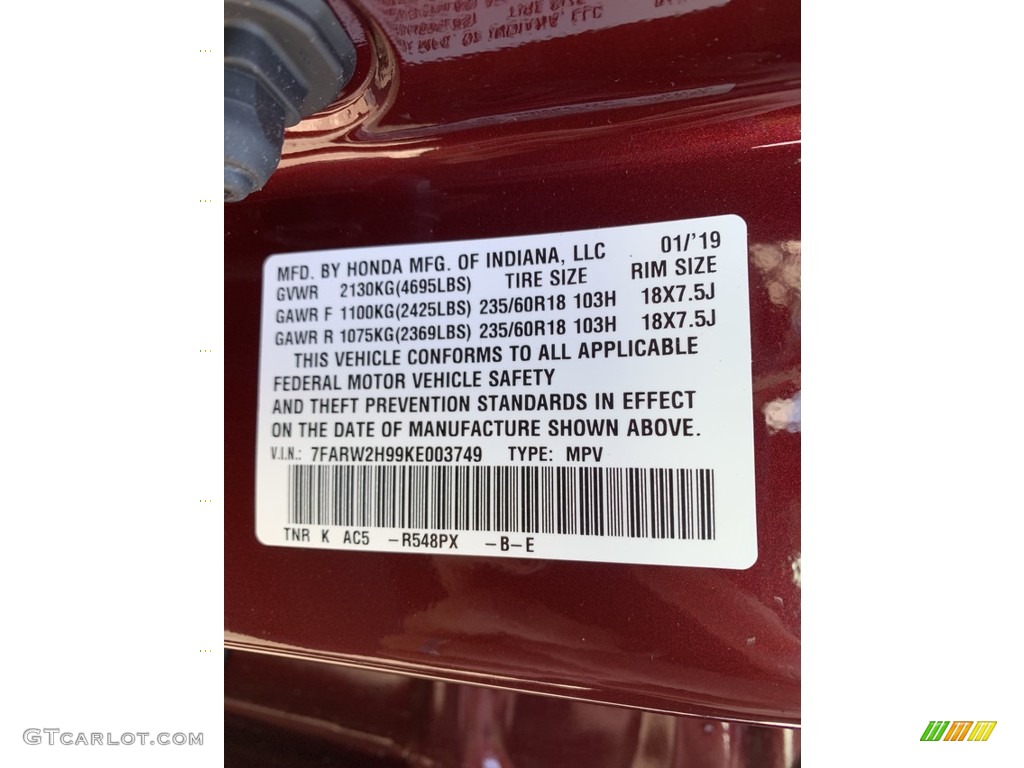 MFD. BY HONDA MFG. OF INDIANA, LLC 01/'19
GVWR 2130KG(4695LBS) TIRE SIZE RIM SIZE
GAWR F 1100KG(2425LBS) 235/60R18 103H 18X7.5J
GAWR R 1075KG(2369LBS) 235/60R18 103H 18X7.5J
THIS VEHICLE CONFORMS TO ALL APPLICABLE
FEDERAL MOTOR VEHICLE SAFETY
AND THEFT PREVENTION STANDARDS IN EFFECT
ON THE DATE OF MANUFACTURE SHOWN ABOVE.
V.I.N.: 7FARW2H99KE003749 TYPE: MPV
TNR K AC5 -R548PX -B-E
GTCarlot.com